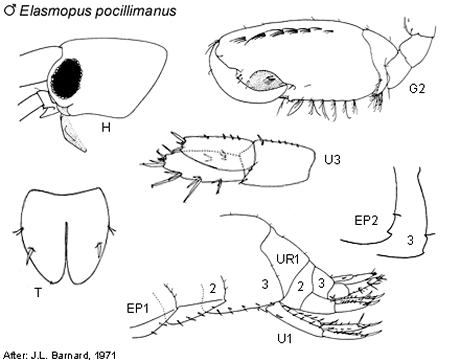 ♂ Elasmopus pocillimanus
H
G2
U3
EP2
3
T
UR1
2
3
3
2
EP1
U1
After: J.L. Barnard, 1971